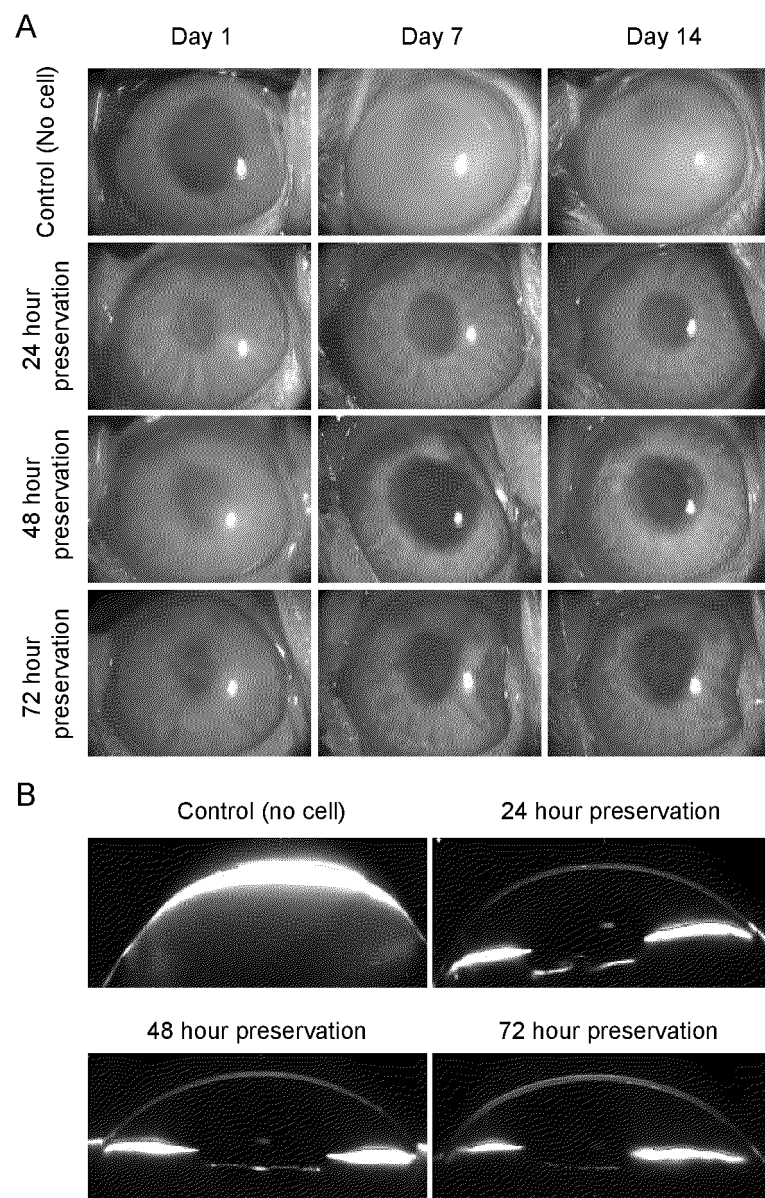 A
Day 1
Day 7
Day 14
Control (No cell)
24 hour
preservation
48 hour
preservation
72 hour
preservation
B
Control (no cell)
24 hour preservation
48 hour preservation
72 hour preservation